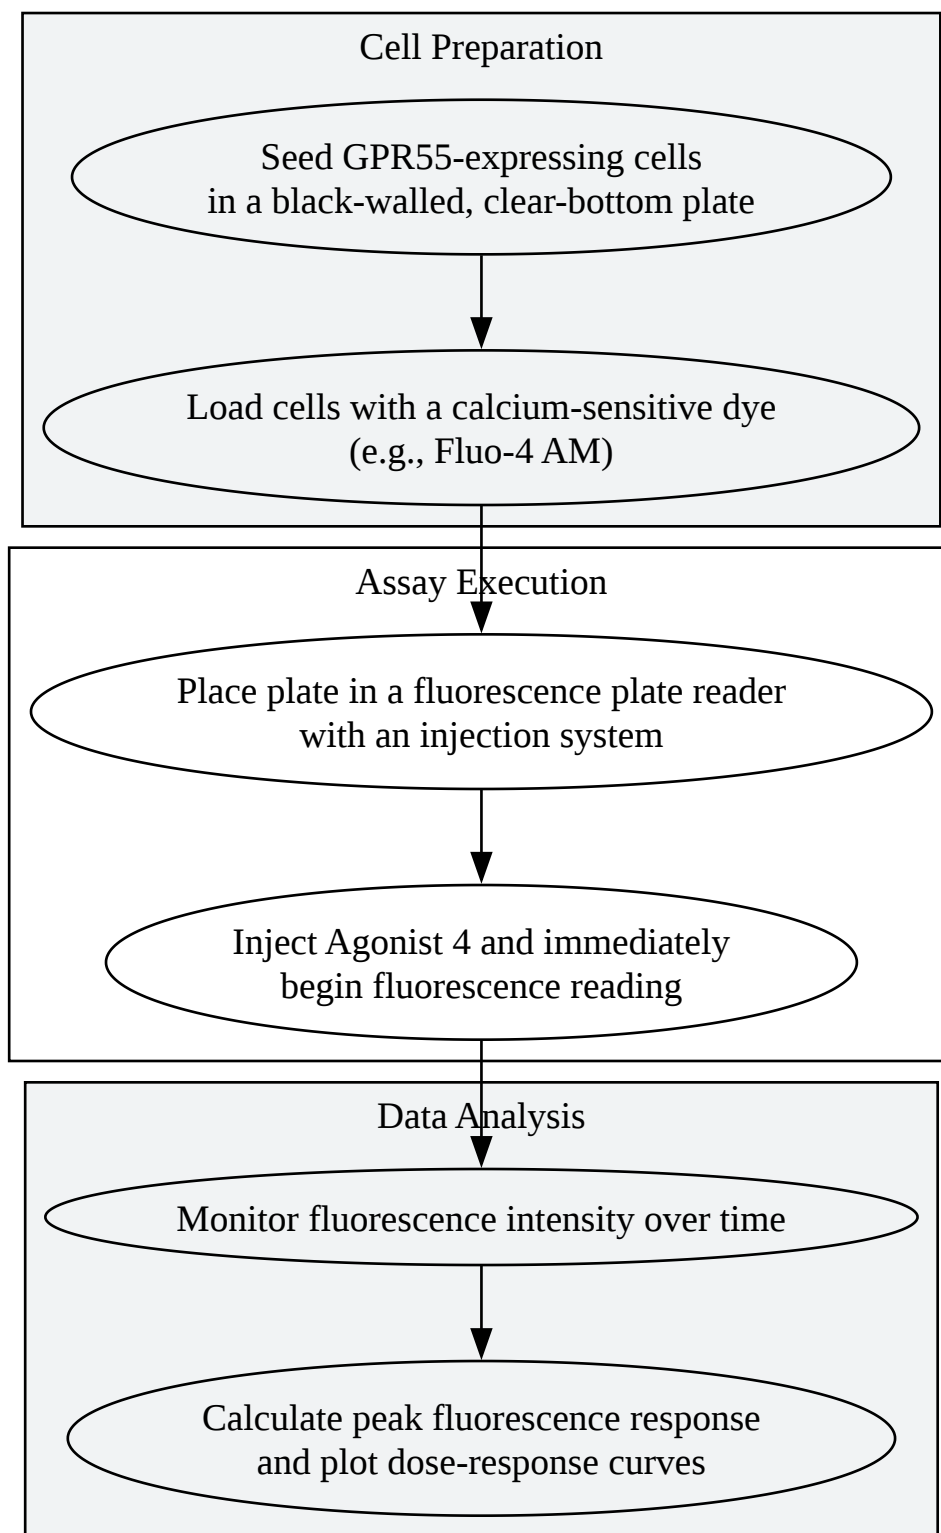 Cell Preparation
Seed GPR55-expressing cells
in a black-walled, clear-bottom plate
Load cells with a calcium-sensitive dye
(e.g., Fluo-4 AM)
Assay Execution
Place plate in a fluorescence plate reader
with an injection system
Inject Agonist 4 and immediately
begin fluorescence reading
Data Analysis
Monitor fluorescence intensity over time
Calculate peak fluorescence response
and plot dose-response curves